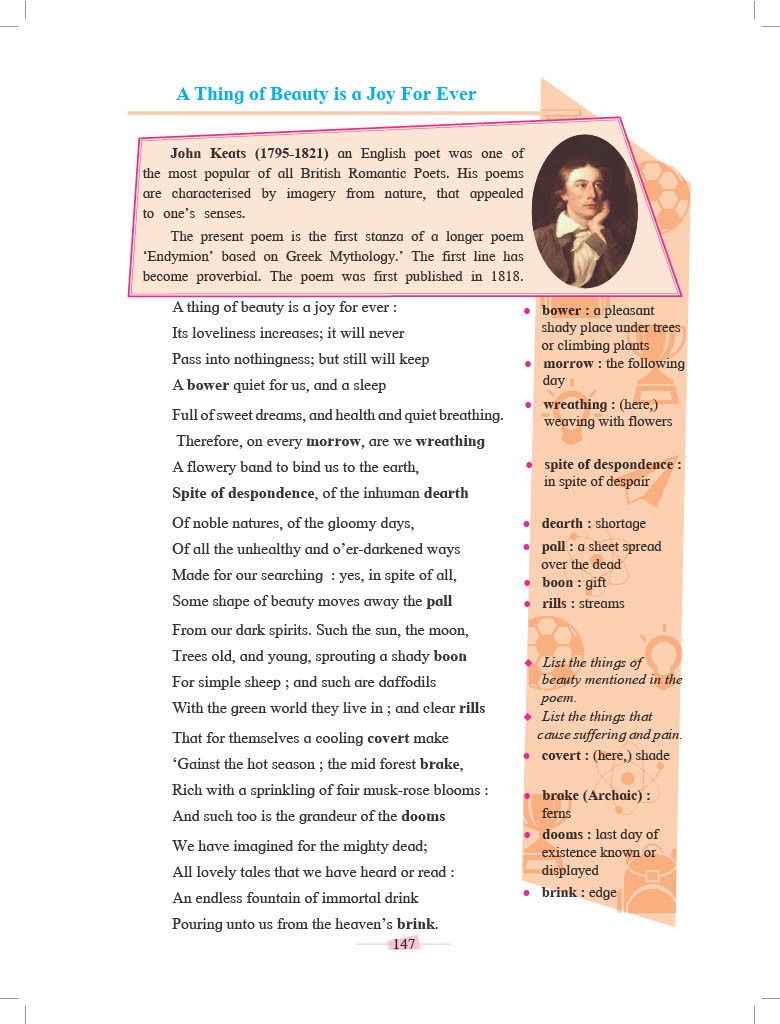 A Thing of Beauty is a Joy For Ever
John Keats (1795-1821) an English poet was one of
the most popular of all British Romantic Poets. His poems
are characterised by imagery from nature, that appealed
to one's senses.
The present poem is the first stanza of a longer poem
‘Endymion’ based on Greek Mythology.’ The first line has
become proverbial. The poem was first published in 1818.
A thing of beauty is a joy for ever :
Its loveliness increases; it will never
Pass into nothingness; but still will keep
A bower quiet for us, and a sleep
Full of sweet dreams, and health and quiet breathing.
Therefore, on every morrow, are we wreathing
A flowery band to bind us to the earth,
Spite of despondence, of the inhuman dearth
Of noble natures, of the gloomy days,
Of all the unhealthy and o’er-darkened ways
Made for our searching : yes, in spite of all,
Some shape of beauty moves away the pall
From our dark spirits. Such the sun, the moon,
Trees old, and young, sprouting a shady boon
For simple sheep ; and such are daffodils
With the green world they live in ; and clear rills
That for themselves a cooling covert make
‘Gainst the hot season ; the mid forest brake,
Rich with a sprinkling of fair musk-rose blooms :
And such too is the grandeur of the dooms
We have imagined for the mighty dead;
All lovely tales that we have heard or read :
An endless fountain of immortal drink
Pouring unto us from the heaven’s brink.
• bower : a pleasant
shady place under trees
or climbing plants
• morrow : the following
day
• wreathing : (here,)
weaving with flowers
• spite of despondence :
in spite of despair
• dearth : shortage
• pall : a sheet spread
over the dead
• boon : gift
• rills : streams
◆ List the things of
beauty mentioned in the
poem.
◆ List the things that
cause suffering and pain.
• covert : (here,) shade
• brake (Archaic) :
ferns
• dooms : last day of
existence known or
displayed
• brink : edge
147